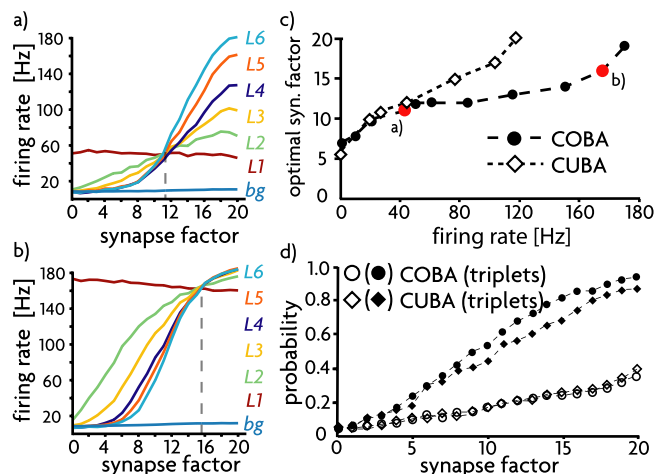 a)
firing rate [Hz]
180
140
100
60
20
0 4 8 12 16 20
synapse factor
L6
L5
L4
L3
L2
L1
bg
b)
firing rate [Hz]
180
140
100
60
20
0 4 8 12 16 20
synapse factor
L6
L5
L4
L3
L2
L1
bg
c)
optimal syn. factor
20
15
10
5
0
0 40 80 120 180
firing rate [Hz]
a)
b)
COBA
CUBA
d)
probability
1.0
0.8
0.6
0.4
0.2
0
0 5 10 15 20
synapse factor
( ) COBA (triplets)
( ) CUBA (triplets)